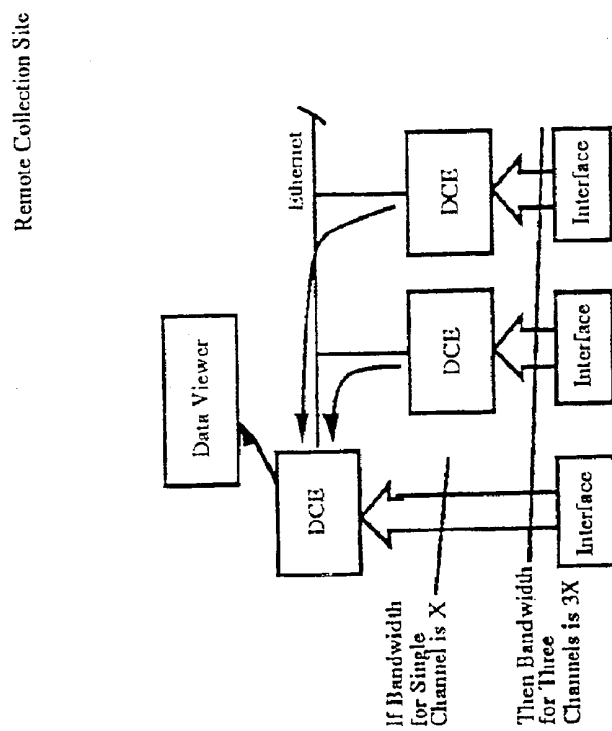 Remote Collection Site
Ethernet
Data Viewer
DCE
DCE
DCE
If Bandwidth
for Single
Channel is X
Then Bandwidth
for Three
Channels is 3X
Interface
Interface
Interface